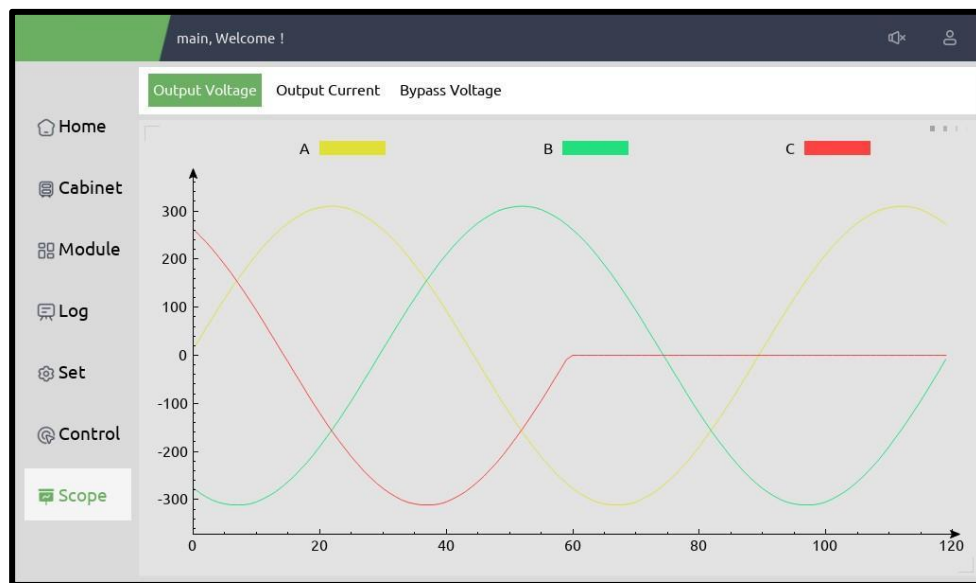 main, Welcome !
Output Voltage Output Current Bypass Voltage
Home
Cabinet
Module
Log
Set
Control
Scope
A B C
300
200
100
0
-100
-200
-300
0 20 40 60 80 100 120